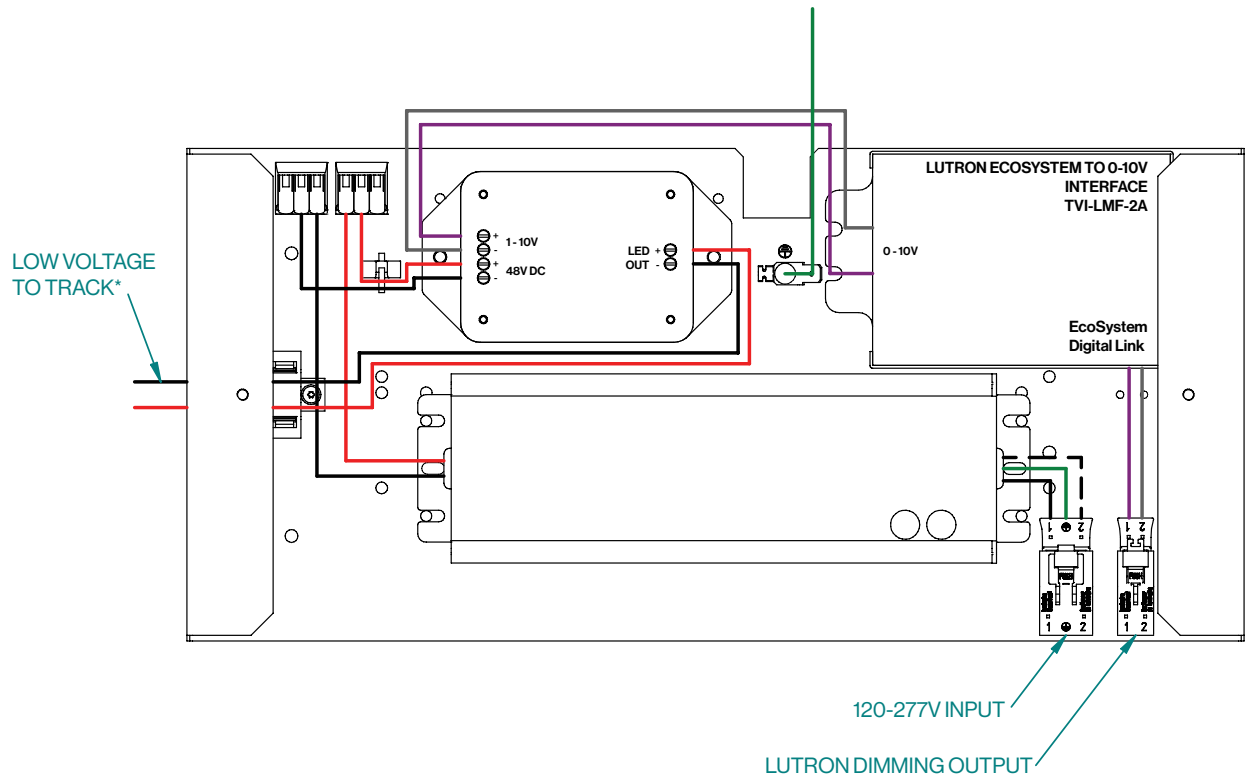 LUTRON ECOSYSTEM TO 0-10V
INTERFACE
TVI-LMF-2A
0 - 10V
EcoSystem
Digital Link
+
1 - 10V
-
+
48V DC
-
LED +
OUT -
LOW VOLTAGE
TO TRACK*
1 2
1 2
1 2
1 2
120-277V INPUT
LUTRON DIMMING OUTPUT